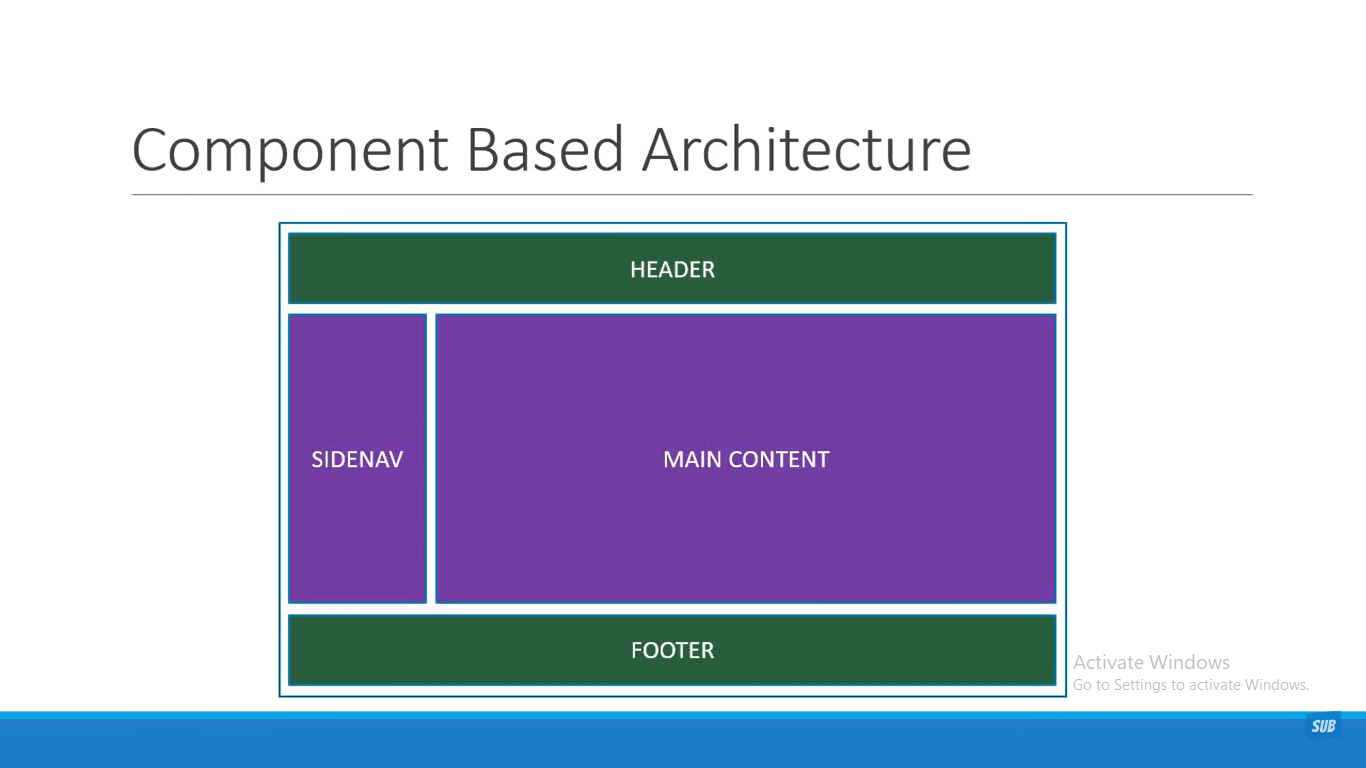 Component Based Architecture
HEADER
SIDENAV
MAIN CONTENT
FOOTER
Activate Windows
Go to Settings to activate Windows.
SUB